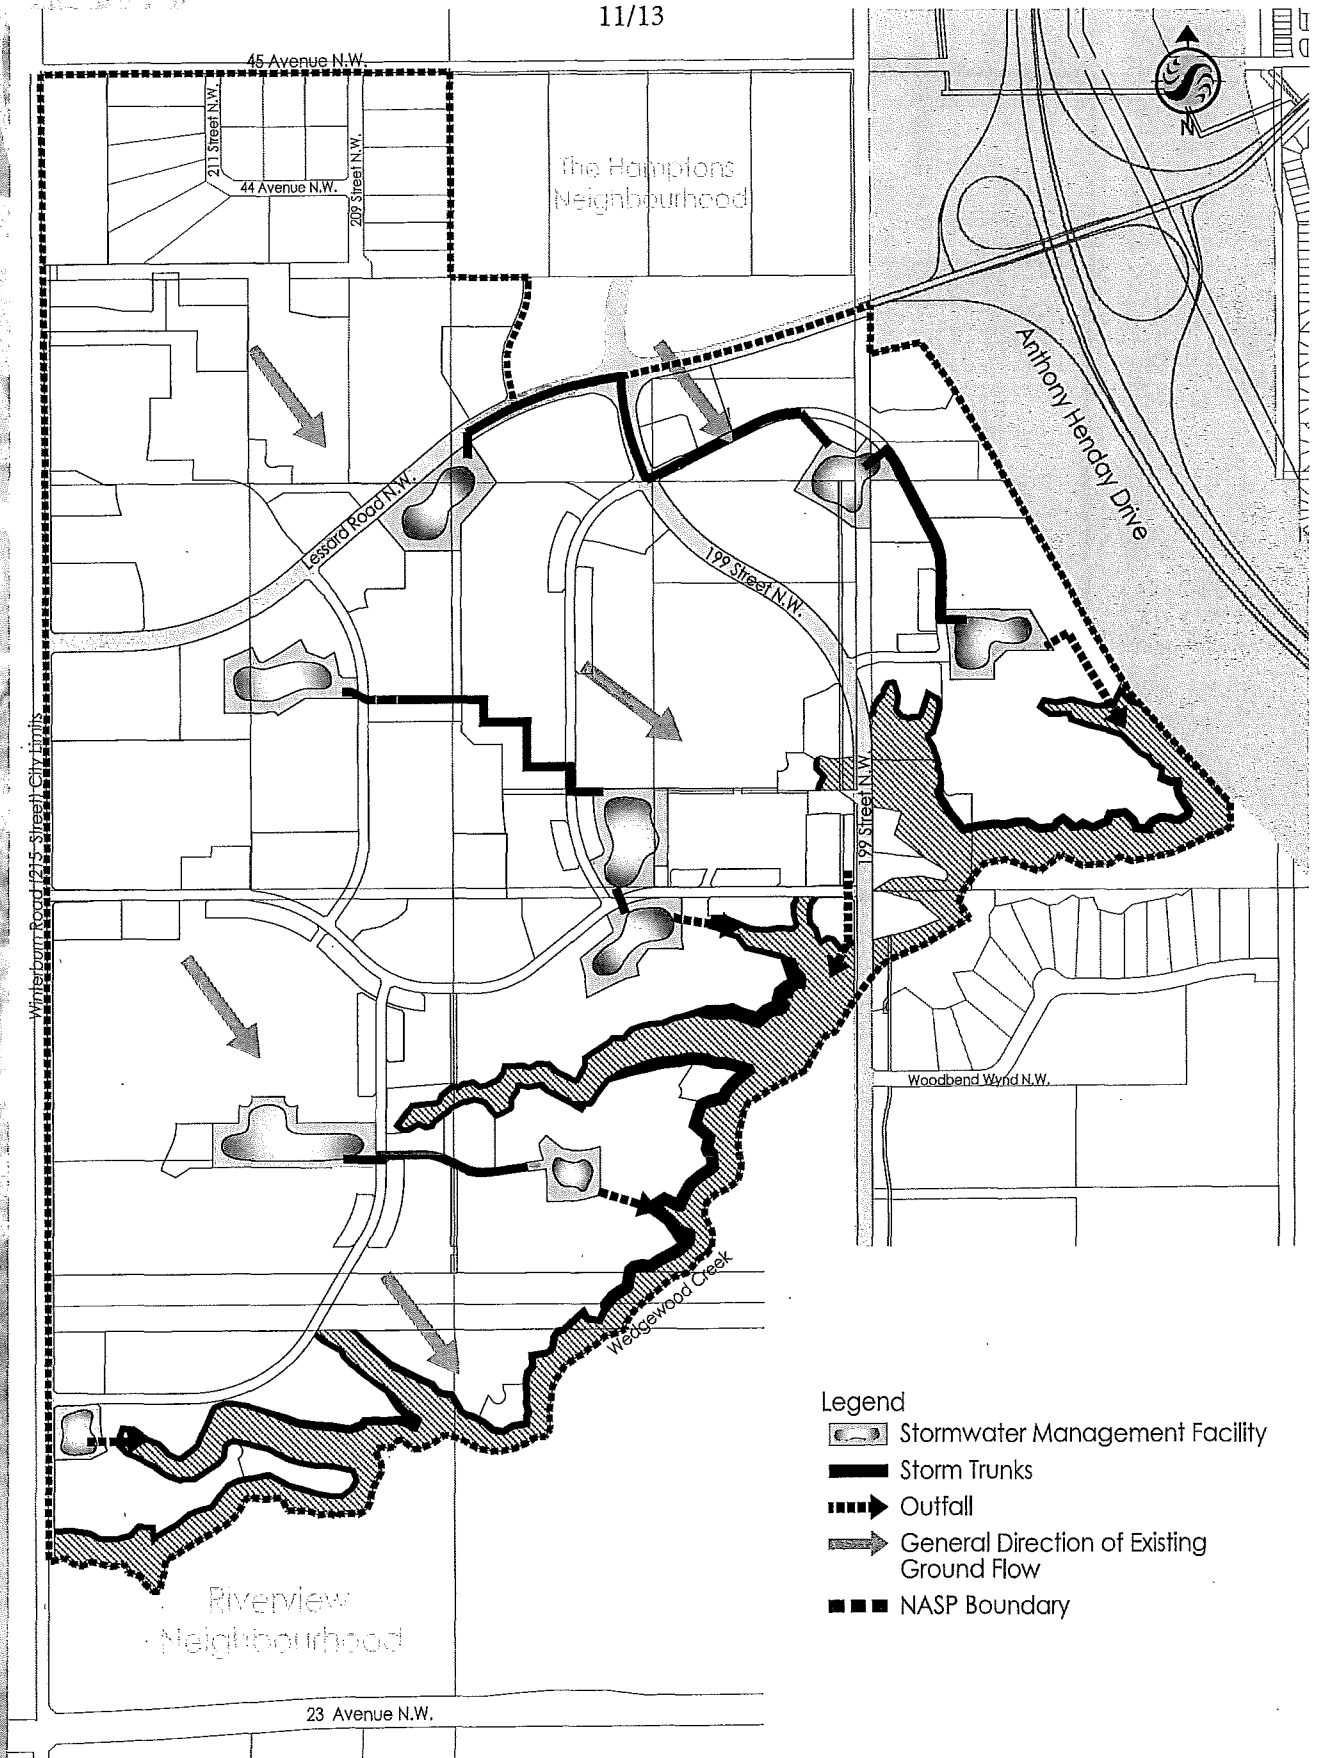 11/13
45 Avenue N.W.
211 Street N.W.
44 Avenue N.W.
209 Street N.W.
The Hamptons
Neighbourhood
N
Anthony Henday Drive
Lessard Road N.W.
199 Street N.W.
199 Street N.W.
Winterburn Road (215 Street) City Limits
Woodbend Wynd N.W.
Wedgewood Creek
Legend
Stormwater Management Facility
Storm Trunks
Outfall
General Direction of Existing
Ground Flow
NASP Boundary
Riverview
Neighbourhood
23 Avenue N.W.